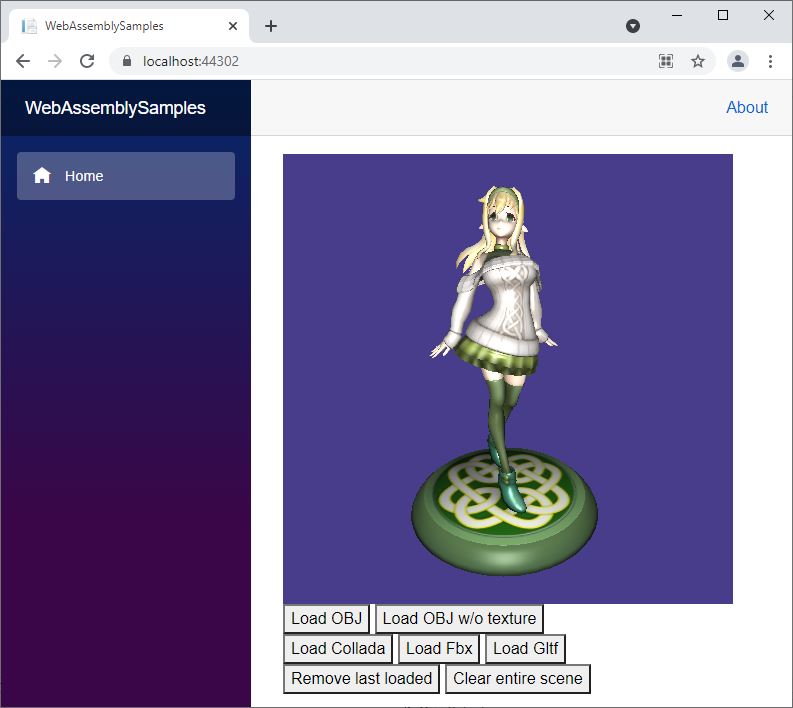 WebAssemblySamples
localhost:44302
WebAssemblySamples
About
Home
Load OBJ Load OBJ w/o texture
Load Collada Load Fbx Load Gltf
Remove last loaded Clear entire scene